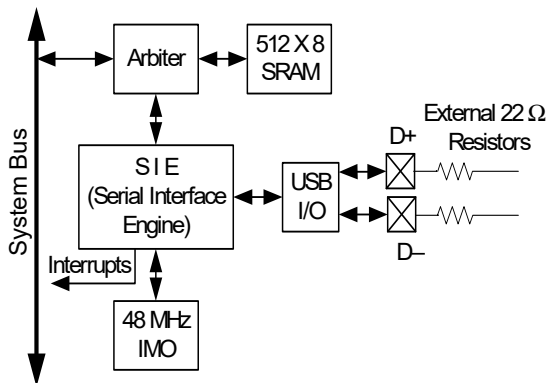 System Bus
Arbiter
512 X 8
SRAM
External 22 Ω
Resistors
D+
S I E
(Serial Interface
Engine)
USB
I/O
D–
Interrupts
48 MHz
IMO